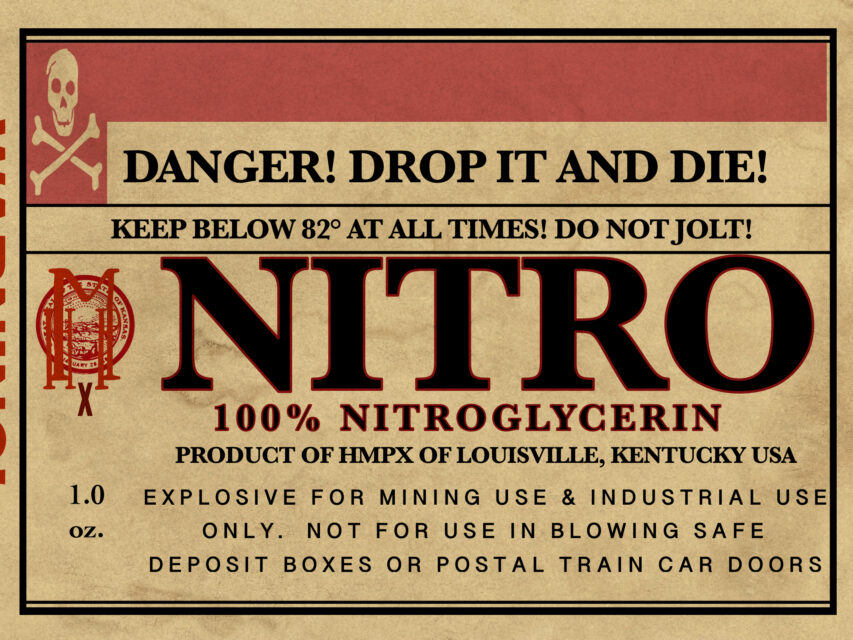 DANGER! DROP IT AND DIE!
KEEP BELOW 82° AT ALL TIMES! DO NOT JOLT!
NITRO
100% NITROGLYCERIN
PRODUCT OF HMPX OF LOUISVILLE, KENTUCKY USA
1.0
oz.
EXPLOSIVE FOR MINING USE & INDUSTRIAL USE
ONLY. NOT FOR USE IN BLOWING SAFE
DEPOSIT BOXES OR POSTAL TRAIN CAR DOORS
HMX